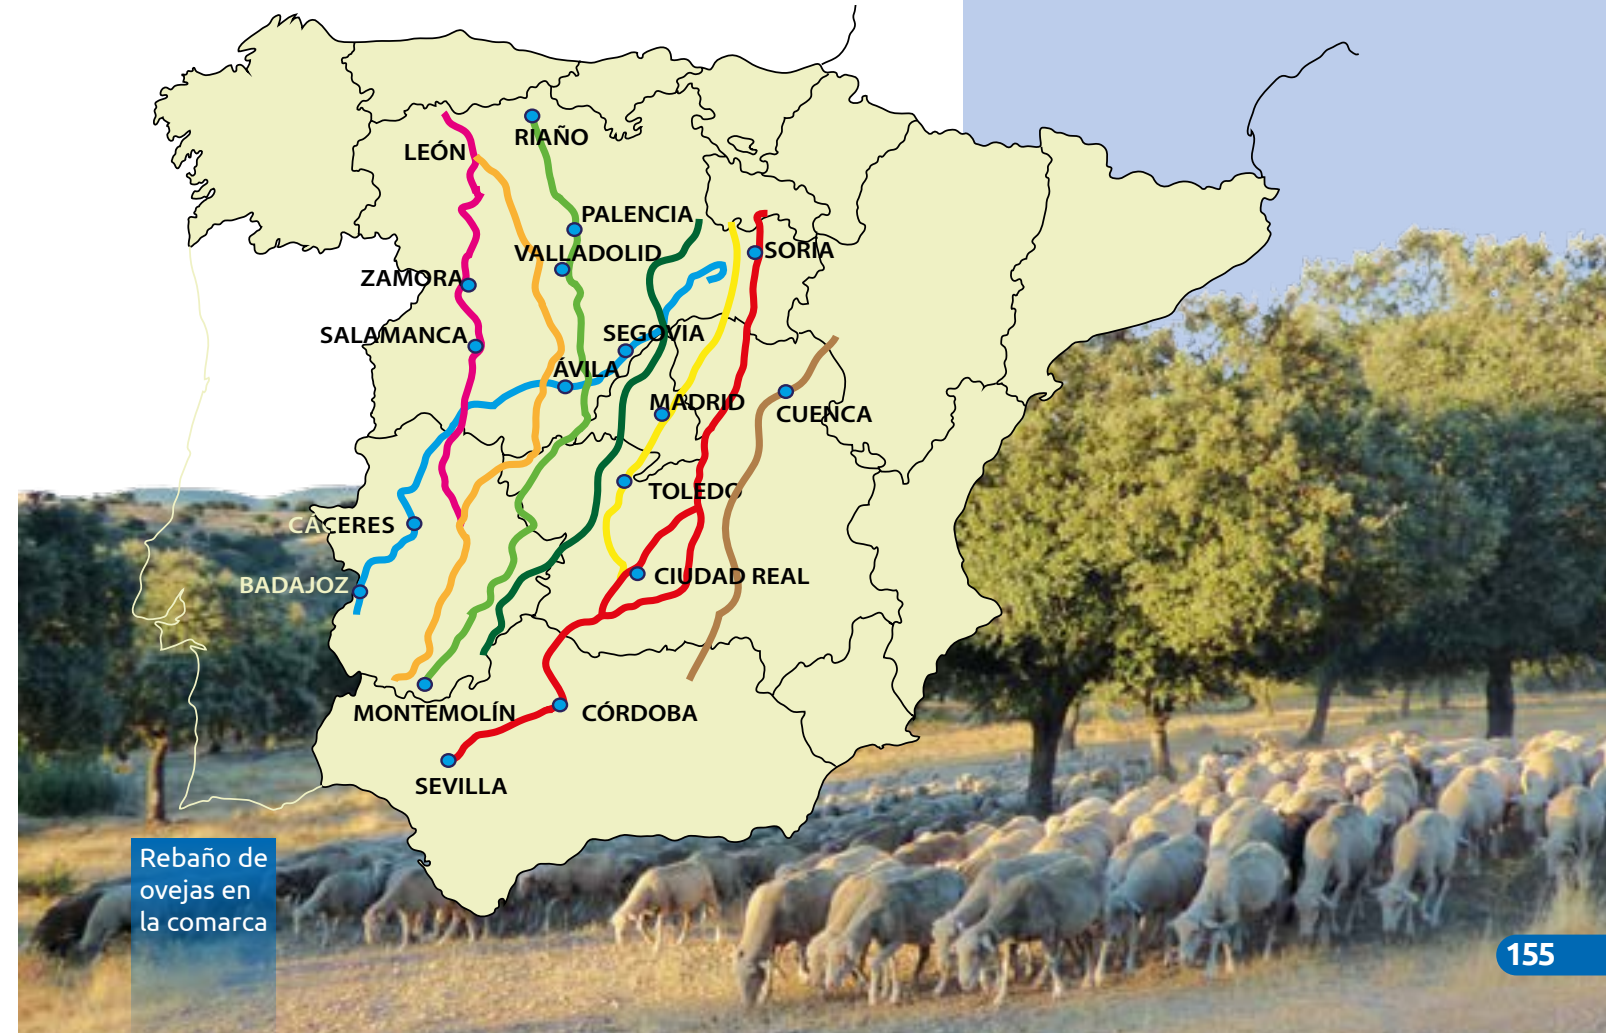 RIAÑO
LEÓN
PALENCIA
VALLADOLID
SORIA
ZAMORA
SALAMANCA
SEGOVIA
ÁVILA
MADRID
CUENCA
TOLEDO
CÁCERES
CIUDAD REAL
BADAJOZ
MONTEMOLÍN
CÓRDOBA
SEVILLA
Rebaño de
ovejas en
la comarca
155